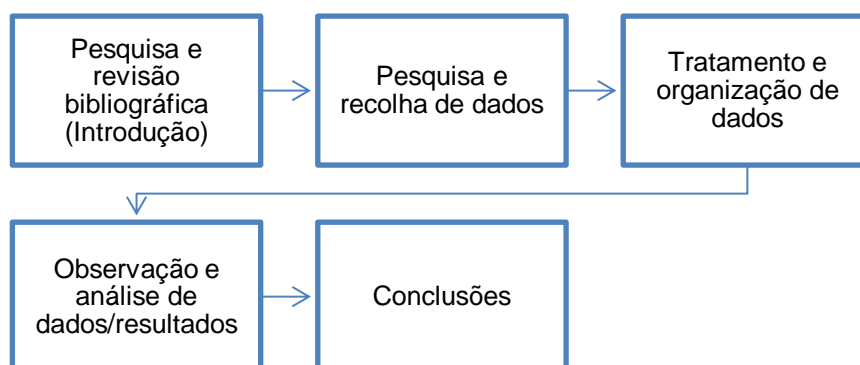 Pesquisa e
revisão
bibliográfica
(Introdução)
Pesquisa e
recolha de dados
Tratamento e
organização de
dados
Observação e
análise de
dados/resultados
Conclusões